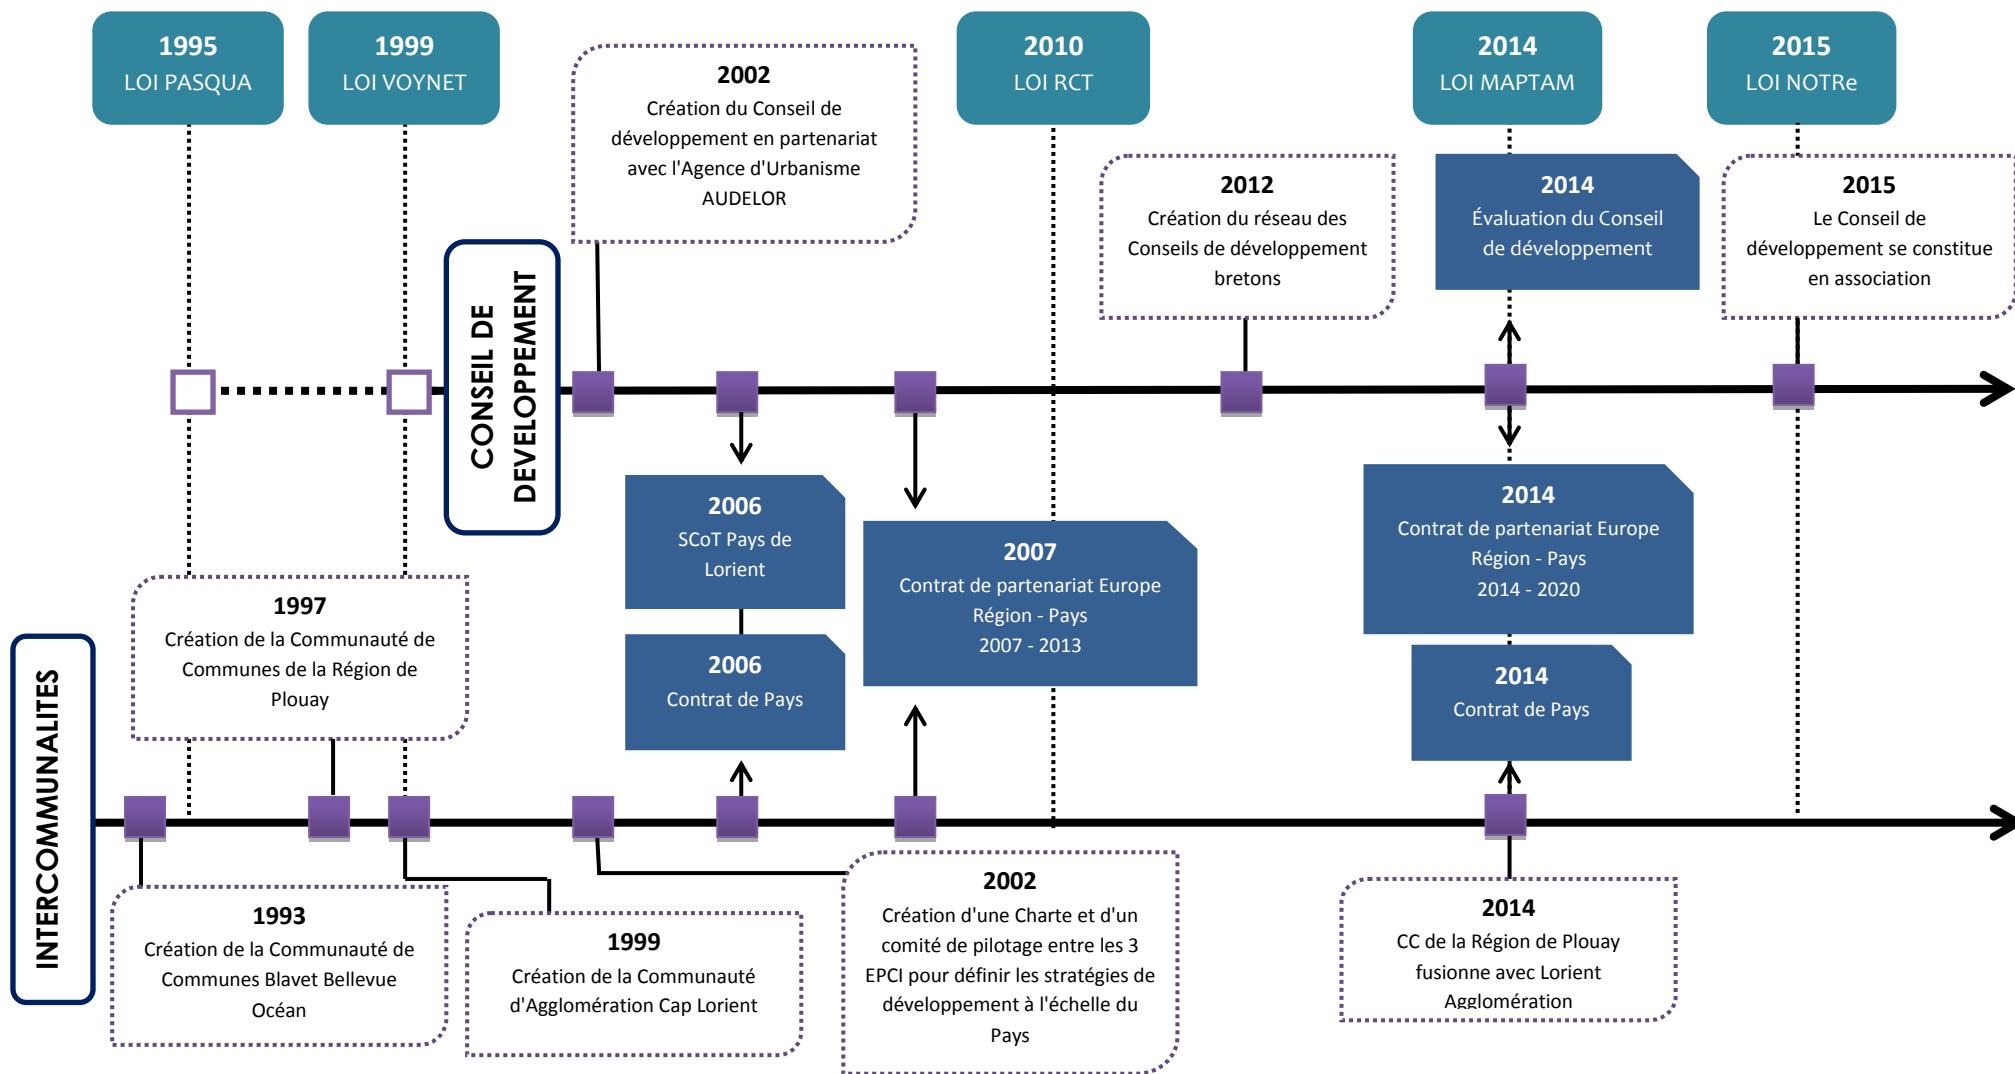 1995
LOI PASQUA
1999
LOI VOYNET
2002
Création du Conseil de
développement en partenariat
avec l'Agence d'Urbanisme
AUDELOR
2010
LOI RCT
2014
LOI MAPTAM
2015
LOI NOTRe
2012
Création du réseau des
Conseils de développement
bretons
2014
Évaluation du Conseil
de développement
2015
Le Conseil de
développement se constitue
en association
CONSEIL DE
DEVELOPPEMENT
2006
SCoT Pays de
Lorient
2006
Contrat de Pays
2007
Contrat de partenariat Europe
Région - Pays
2007 - 2013
2014
Contrat de partenariat Europe
Région - Pays
2014 - 2020
2014
Contrat de Pays
1997
Création de la Communauté de
Communes de la Région de
Plouay
INTERCOMMUNALITES
1993
Création de la Communauté de
Communes Blavet Bellevue
Océan
1999
Création de la Communauté
d'Agglomération Cap Lorient
2002
Création d'une Charte et d'un
comité de pilotage entre les 3
EPCI pour définir les stratégies de
développement à l'échelle du
Pays
2014
CC de la Région de Plouay
fusionne avec Lorient
Agglomération